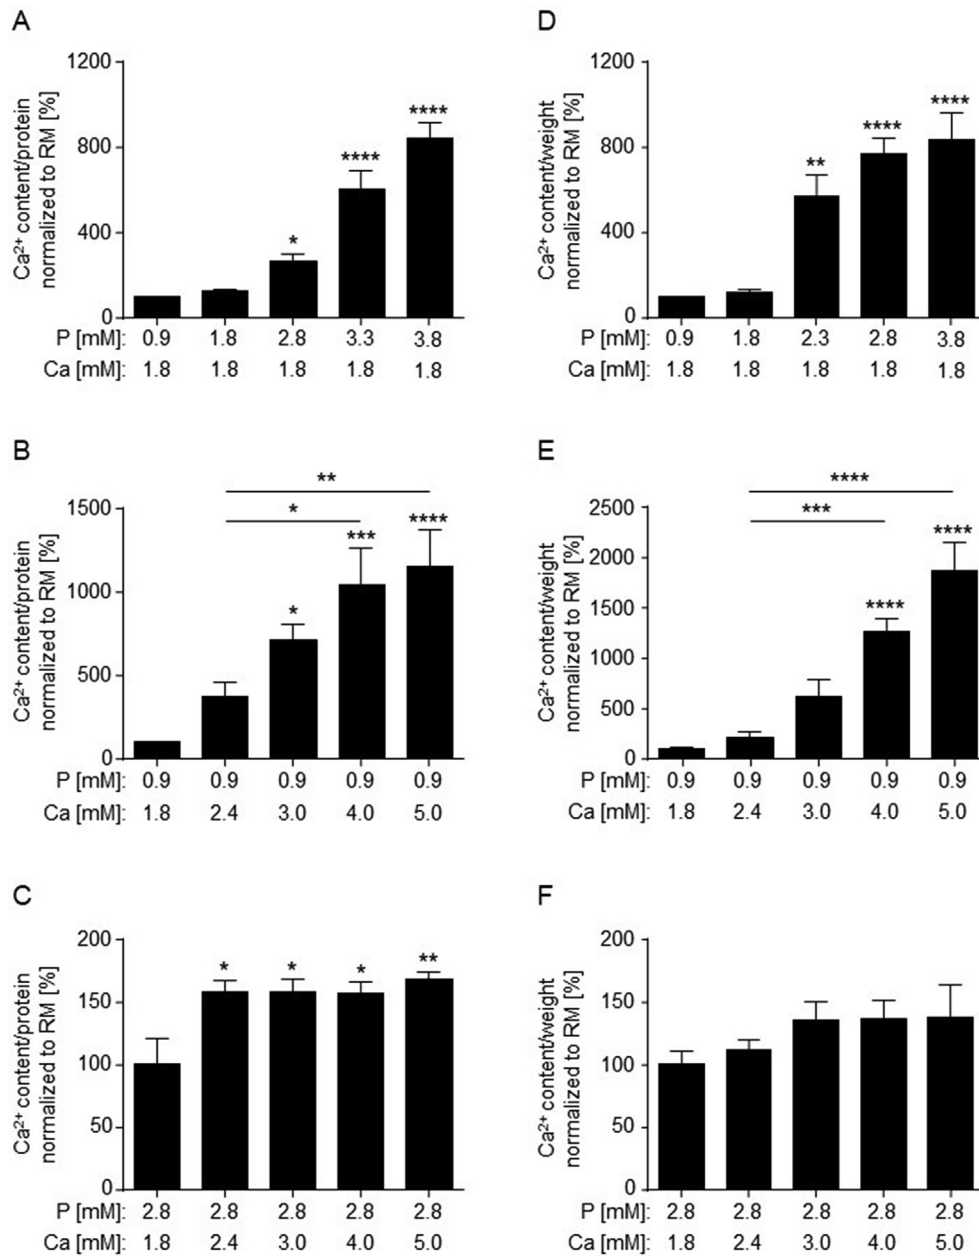 A
Ca²⁺ content/protein
normalized to RM [%]
1200
800
400
0
*
****
****
P [mM]: 0.9 1.8 2.8 3.3 3.8
Ca [mM]: 1.8 1.8 1.8 1.8 1.8
D
Ca²⁺ content/weight
normalized to RM [%]
1200
800
400
0
**
****
****
P [mM]: 0.9 1.8 2.3 2.8 3.8
Ca [mM]: 1.8 1.8 1.8 1.8 1.8
B
Ca²⁺ content/protein
normalized to RM [%]
1500
1000
500
0
**
*
*
***
****
P [mM]: 0.9 0.9 0.9 0.9 0.9
Ca [mM]: 1.8 2.4 3.0 4.0 5.0
E
Ca²⁺ content/weight
normalized to RM [%]
2500
2000
1500
1000
500
0
****
***
****
****
P [mM]: 0.9 0.9 0.9 0.9 0.9
Ca [mM]: 1.8 2.4 3.0 4.0 5.0
C
Ca²⁺ content/protein
normalized to RM [%]
200
150
100
50
0
*
*
*
**
P [mM]: 2.8 2.8 2.8 2.8 2.8
Ca [mM]: 1.8 2.4 3.0 4.0 5.0
F
Ca²⁺ content/weight
normalized to RM [%]
200
150
100
50
0
P [mM]: 2.8 2.8 2.8 2.8 2.8
Ca [mM]: 1.8 2.4 3.0 4.0 5.0